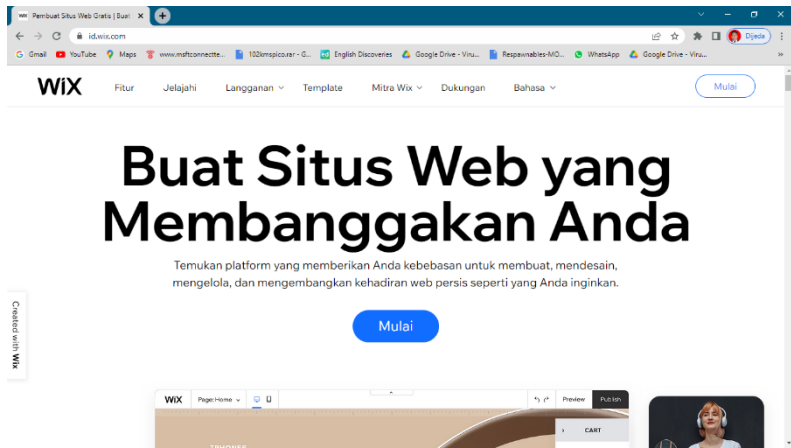 Pembuat Situs Web Gratis | Buat
id.wix.com
Dijeda
Gmail YouTube Maps www.msftconnectte... 102kmspico.rar - G... English Discoveries Google Drive - Viru... Respawnables-MO... WhatsApp Google Drive - Viru...
WiX Fitur Jelajahi Langganan Template Mitra Wix Dukungan Bahasa Mulai
Buat Situs Web yang
Membanggakan Anda
Temukan platform yang memberikan Anda kebebasan untuk membuat, mendesain,
mengelola, dan mengembangkan kehadiran web persis seperti yang Anda inginkan.
Mulai
Created with Wix
WiX Page: Home Preview Publish
CART